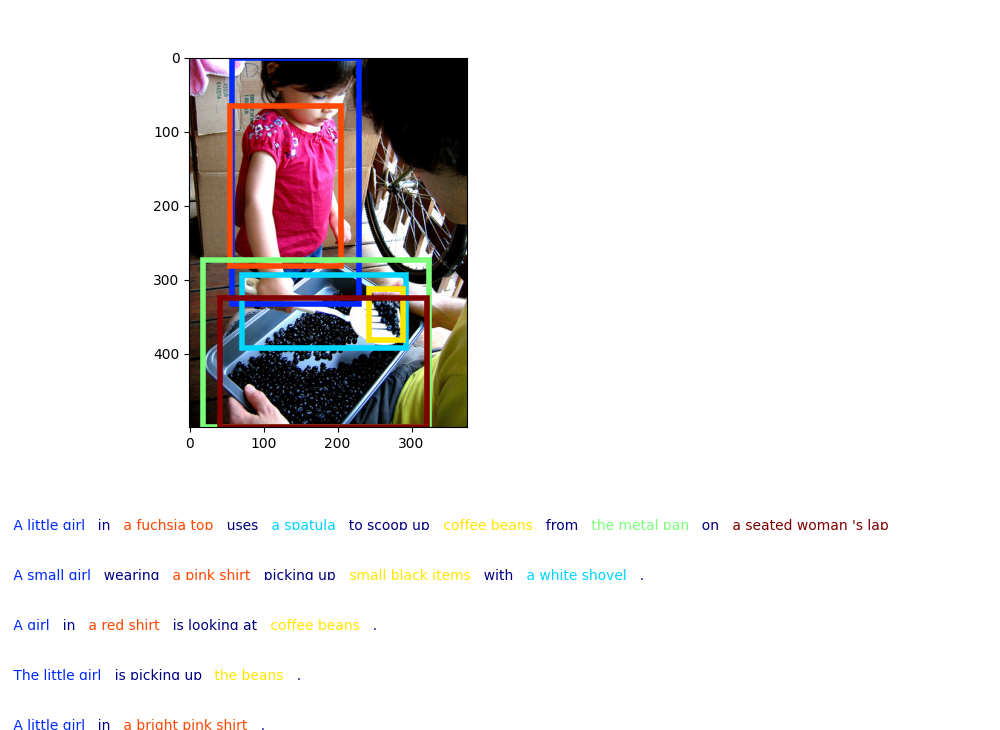 0
100
200
300
400
0 100 200 300
A little girl in a fuchsia top uses a spatula to scoop up coffee beans from the metal pan on a seated woman 's lap
A small girl wearing a pink shirt picking up small black items with a white shovel .
A girl in a red shirt is looking at coffee beans .
The little girl is picking up the beans .
A little girl in a bright pink shirt .